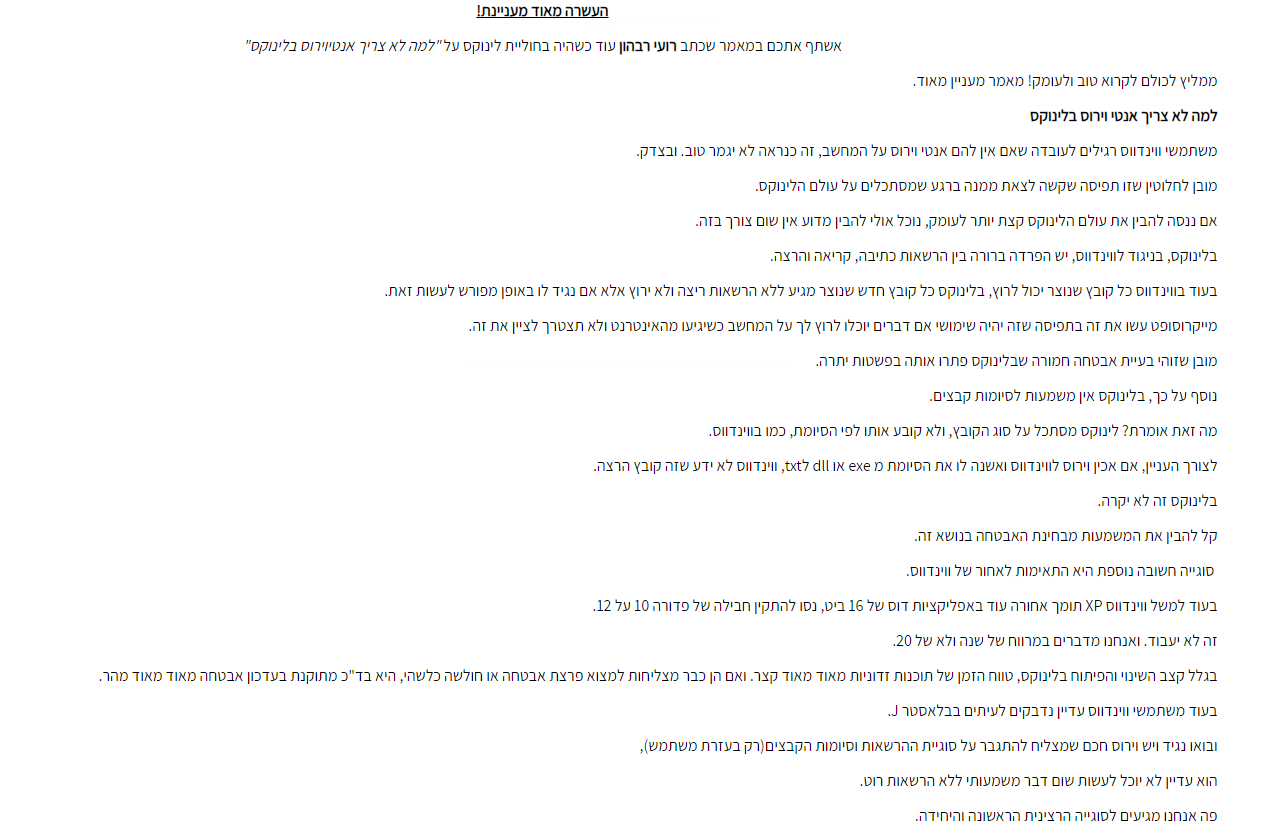 העשרה מאוד מעניינת!
אשתף אתכם במאמר שכתב רועי רבהון עוד כשהיה בחוליית לינוקס על "למה לא צריך אנטיוירוס בלינוקס"
ממליץ לכולם לקרוא טוב ולעומק! מאמר מעניין מאוד.
למה לא צריך אנטי וירוס בלינוקס
משתמשי ווינדווס רגילים לעובדה שאם אין להם אנטי וירוס על המחשב, זה כנראה לא יגמר טוב. ובצדק.
מובן לחלוטין שזו תפיסה שקשה לצאת ממנה ברגע שמסתכלים על עולם הלינוקס.
אם ננסה להבין את עולם הלינוקס קצת יותר לעומק, נוכל אולי להבין מדוע אין שום צורך בזה.
בלינוקס, בניגוד לווינדווס, יש הפרדה ברורה בין הרשאות כתיבה, קריאה והרצה.
בעוד בווינדווס כל קובץ שנוצר יכול לרוץ, בלינוקס כל קובץ חדש שנוצר מגיע ללא הרשאות ריצה ולא ירוץ אלא אם נגיד לו באופן מפורש לעשות זאת.
מייקרוסופט עשו את זה בתפיסה שזה יהיה שימושי אם דברים יוכלו לרוץ לך על המחשב כשיגיעו מהאינטרנט ולא תצטרך לציין את זה.
מובן שזוהי בעיית אבטחה חמורה שבלינוקס פתרו אותה בפשטות יתרה.
נוסף על כך, בלינוקס אין משמעות לסיומות קבצים.
מה זאת אומרת? לינוקס מסתכל על סוג הקובץ, ולא קובע אותו לפי הסיומת, כמו בווינדווס.
לצורך העניין, אם אכין וירוס לווינדווס ואשנה לו את הסיומת מ exe או dll לtxt, ווינדווס לא ידע שזה קובץ הרצה.
בלינוקס זה לא יקרה.
קל להבין את המשמעות מבחינת האבטחה בנושא זה.
סוגייה חשובה נוספת היא התאימות לאחור של ווינדווס.
בעוד למשל ווינדווס XP תומך אחורה עוד באפליקציות דוס של 16 ביט, נסו להתקין חבילה של פדורה 10 על 12.
זה לא יעבוד. ואנחנו מדברים במרווח של שנה ולא של 20.
בגלל קצב השינוי והפיתוח בלינוקס, טווח הזמן של תוכנות זדוניות מאוד מאוד קצר. ואם הן כבר מצליחות למצוא פרצת אבטחה או חולשה כלשהי, היא בד"כ מתוקנת בעדכון אבטחה מאוד מאוד מהר.
בעוד משתמשי ווינדווס עדיין נדבקים לעיתים בבלאסטר J.
ובואו נגיד ויש וירוס חכם שמצליח להתגבר על סוגיית ההרשאות וסיומות הקבצים(רק בעזרת משתמש),
הוא עדיין לא יוכל לעשות שום דבר משמעותי ללא הרשאות רוט.
פה אנחנו מגיעים לסוגייה הרצינית הראשונה והיחידה.